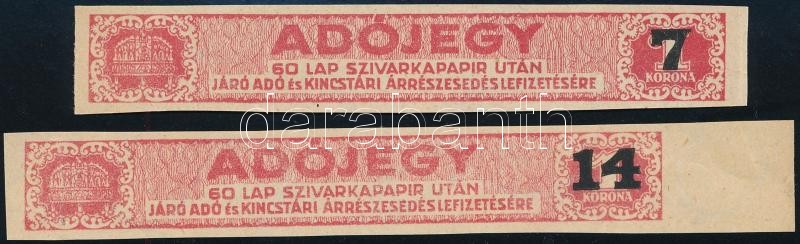 ADÓJEGY
60 LAP SZIVARKAPAPIR UTÁN
JÁRÓ ADÓ és KINCSTÁRI ÁRRÉSZESEDÉS LEFIZETÉSÉRE
7
KORONA
ADÓJEGY
60 LAP SZIVARKAPAPIR UTÁN
JÁRÓ ADÓ és KINCSTÁRI ÁRRÉSZESEDÉS LEFIZETÉSÉRE
14
KORONA
darabanth